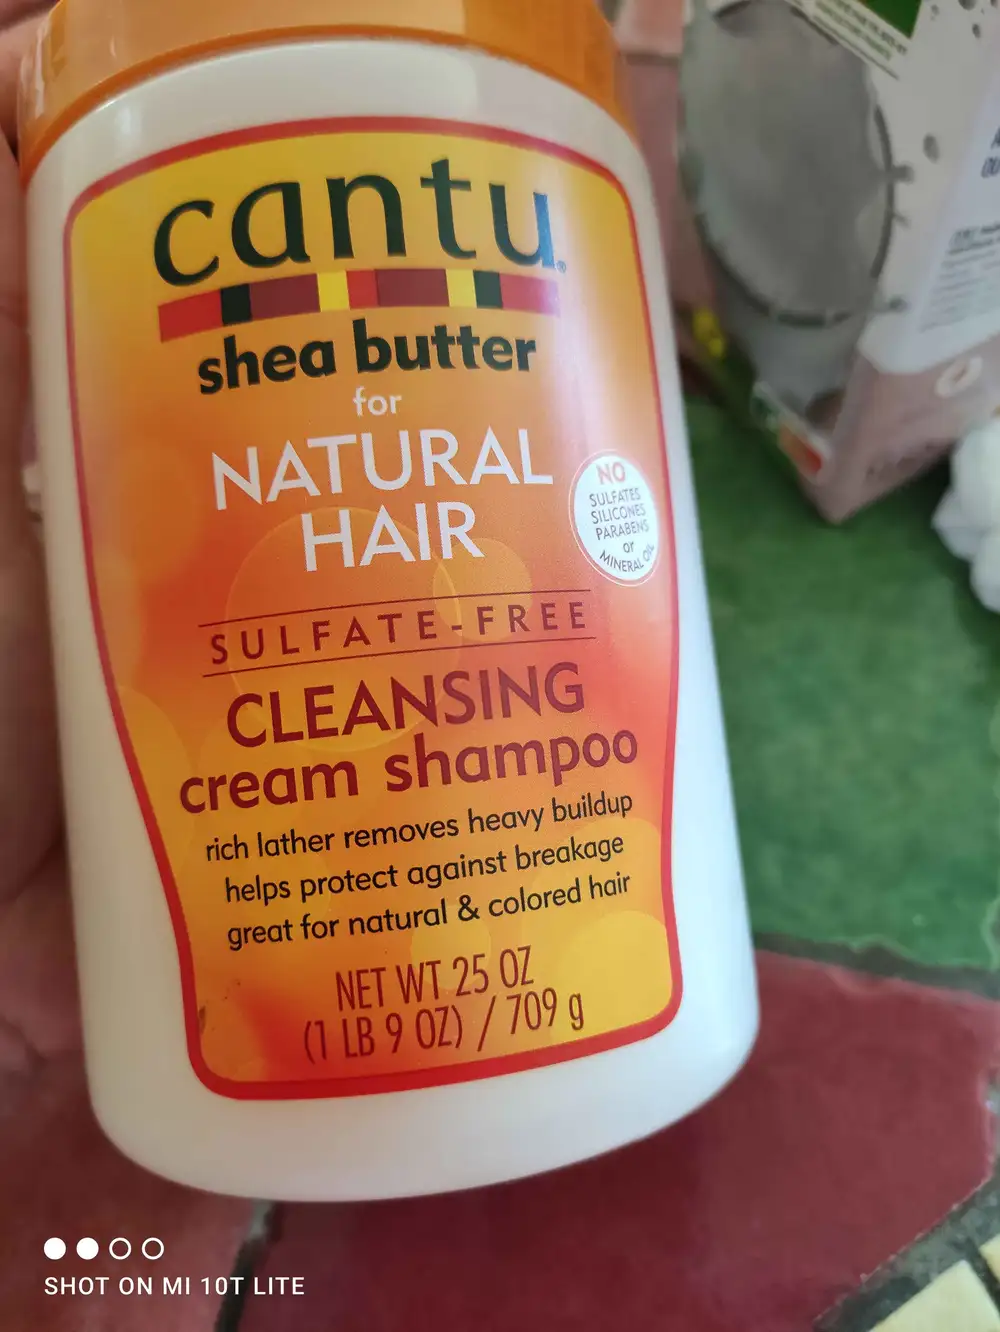 cantu®
shea butter
for
NATURAL
HAIR
NO
SULFATES
SILICONES
PARABENS
or
MINERAL OIL
SULFATE-FREE
CLEANSING
cream shampoo
rich lather removes heavy buildup
helps protect against breakage
great for natural & colored hair
NET WT 25 OZ
(1 LB 9 OZ) / 709 g
SHOT ON MI 10T LITE